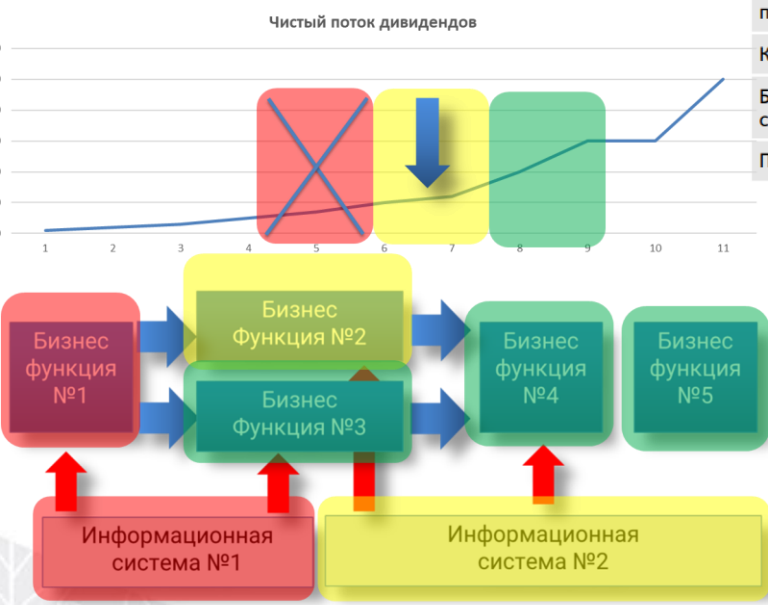 Чистый поток дивидендов
1 2 3 4 5 6 7 8 9 10 11
Бизнес
функция
№1
Бизнес
Функция №2
Бизнес
Функция №3
Бизнес
функция
№4
Бизнес
функция
№5
Информационная
система №1
Информационная
система №2